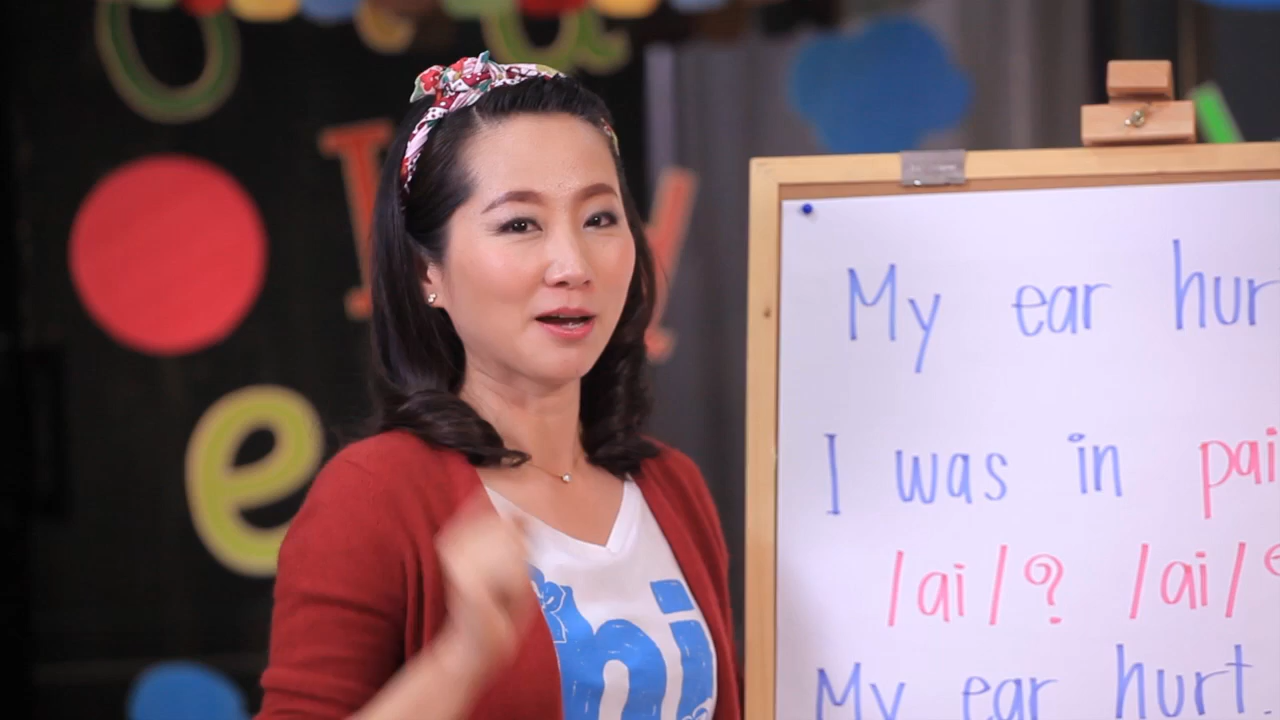 My ear hur
I was in pai
/ai/? /ai/
My ear hurt.
hi